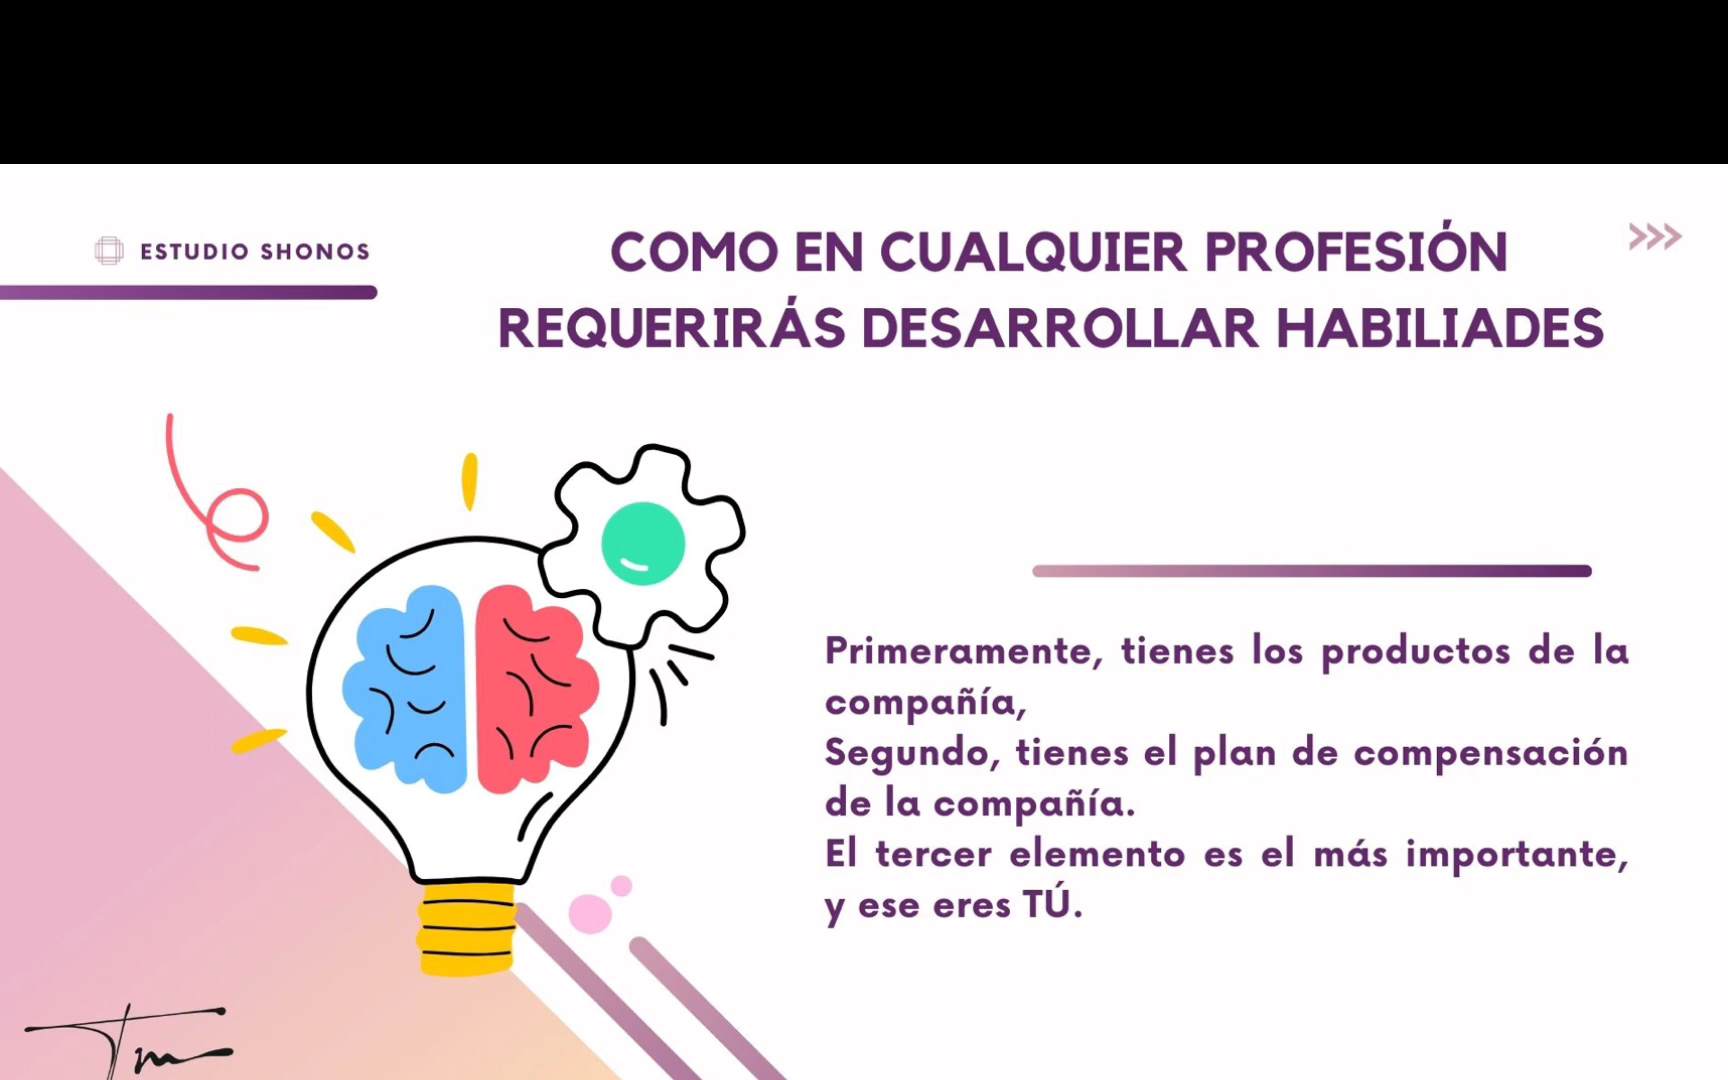 ESTUDIO SHONOS
COMO EN CUALQUIER PROFESIÓN
REQUERIRÁS DESARROLLAR HABILIADES
Primeramente, tienes los productos de la
compañía,
Segundo, tienes el plan de compensación
de la compañía.
El tercer elemento es el más importante,
y ese eres TÚ.